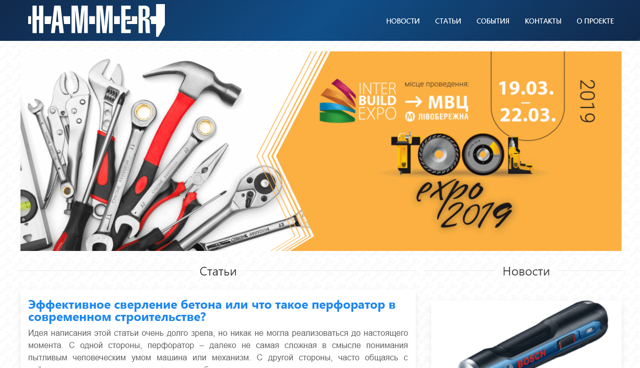 HAMMER
НОВОСТИ СТАТЬИ СОБЫТИЯ КОНТАКТЫ О ПРОЕКТЕ
INTER
BUILD
EXPO
місце проведення:
→ МВЦ
М ЛІВОБЕРЕЖНА
19.03.
—
22.03.
2019
TOOL
expo
2019
Статьи
Новости
Эффективное сверление бетона или что такое перфоратор в
современном строительстве?
Идея написания этой статьи очень долго зрела, но никак не могла реализоваться до настоящего
момента. С одной стороны, перфоратор – далеко не самая сложная в смысле понимания
пытливым человеческим умом машина или механизм. С другой стороны, часто общаясь с
BOSCH